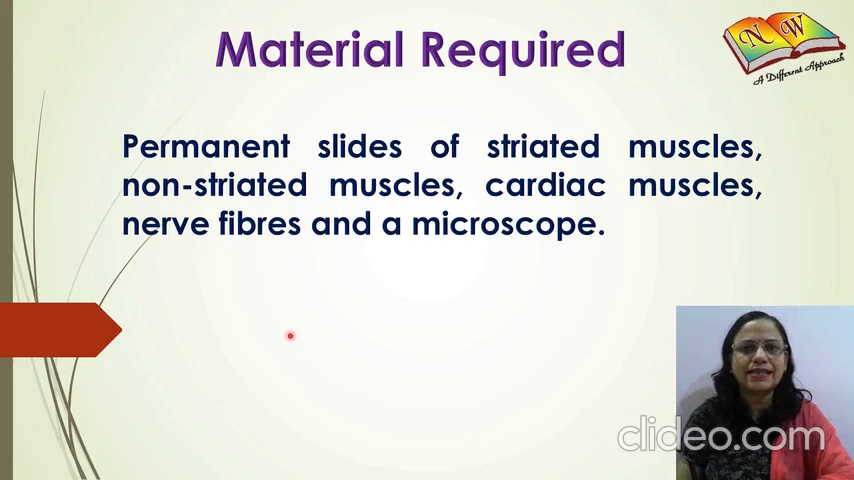 Material Required
N W
A Different Approach
Permanent slides of striated muscles,
non-striated muscles, cardiac muscles,
nerve fibres and a microscope.
clideo.com